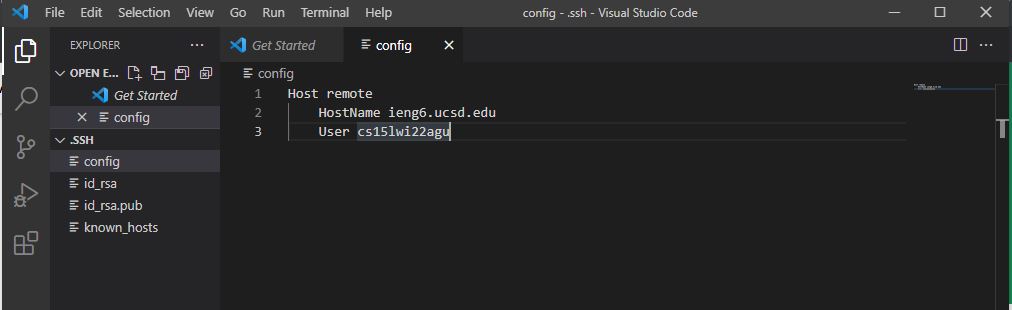 File Edit Selection View Go Run Terminal Help config - .ssh - Visual Studio Code
EXPLORER
Get Started config
OPEN E...
config
Get Started
config
.SSH
config
id_rsa
id_rsa.pub
known_hosts
1 Host remote
2 HostName ieng6.ucsd.edu
3 User cs15lwi22agu